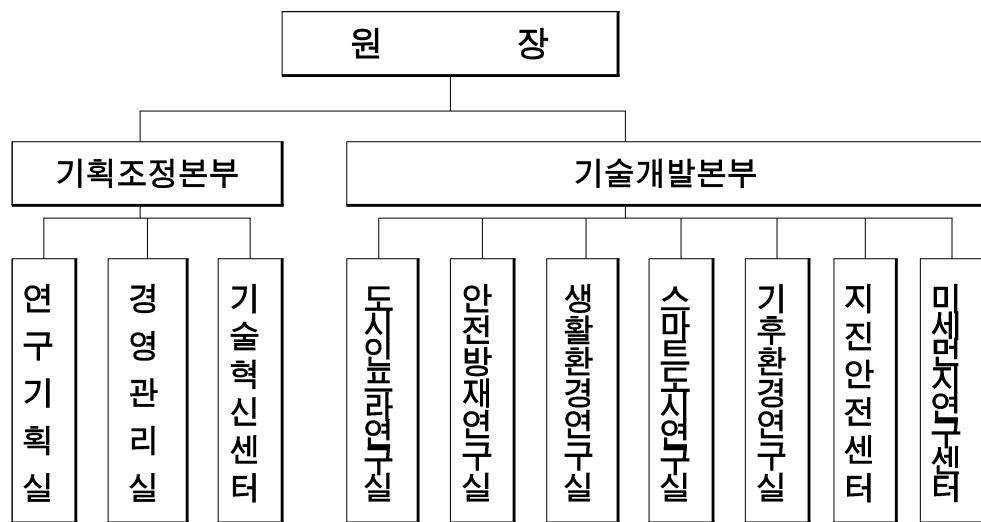 원 장
기획조정본부
기술개발본부
연구기획실
경영관리실
기술혁신센터
도시인프라연구실
안전방재연구실
생활환경연구실
스마트도시연구실
기후환경연구실
지진안전센터
미세먼지연구센터